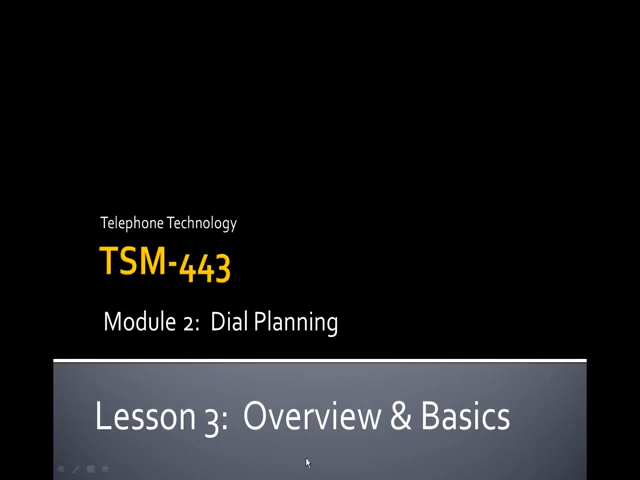 Telephone Technology
TSM-443
Module 2: Dial Planning
Lesson 3: Overview & Basics